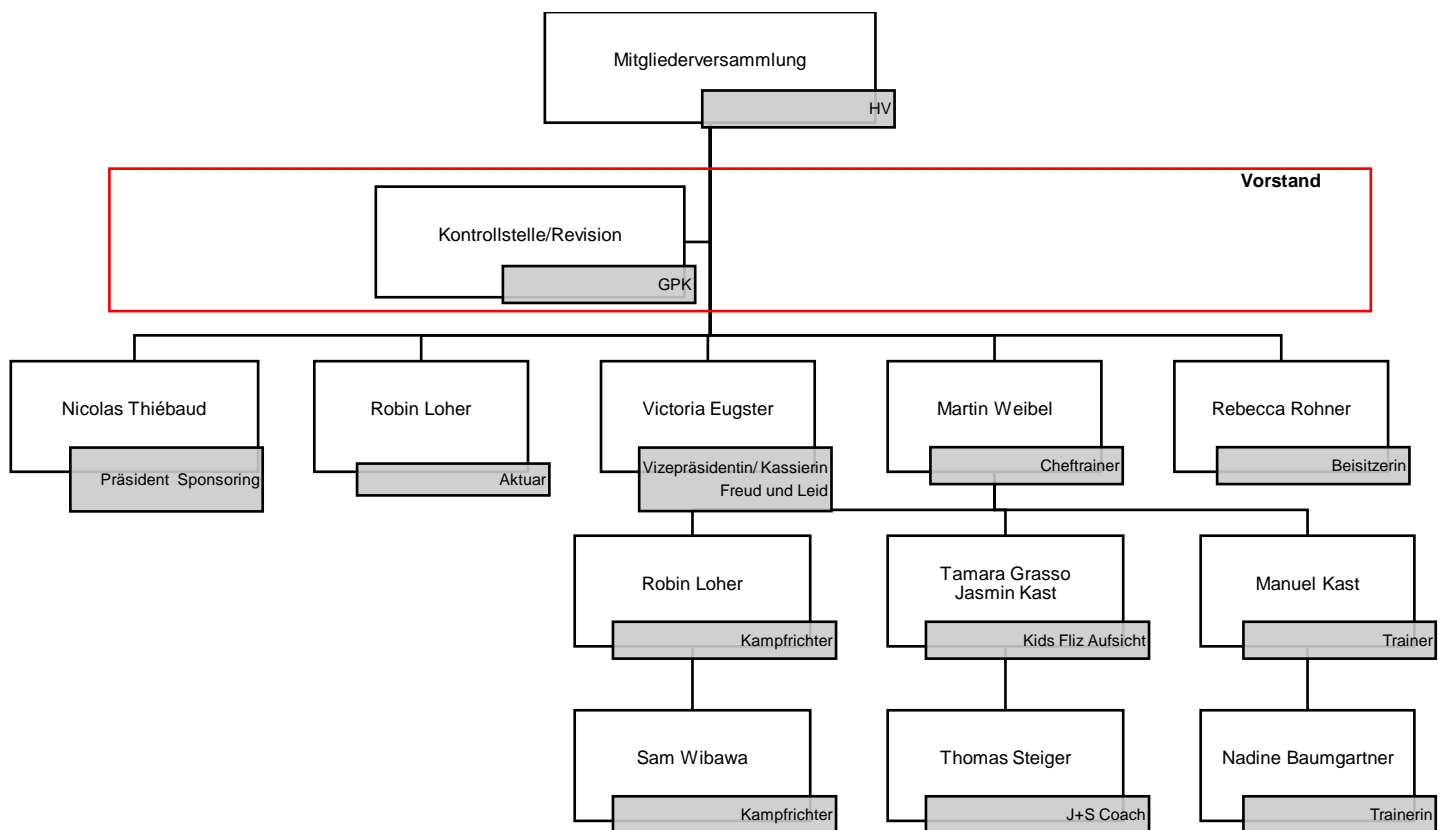 Mitgliederversammlung
HV
Vorstand
Kontrollstelle/Revision
GPK
Nicolas Thiébaud
Präsident Sponsoring
Robin Loher
Aktuar
Victoria Eugster
Vizepräsidentin/ Kassierin
Freud und Leid
Martin Weibel
Cheftrainer
Rebecca Rohner
Beisitzerin
Robin Loher
Kampfrichter
Tamara Grasso
Jasmin Kast
Kids Fliz Aufsicht
Manuel Kast
Trainer
Sam Wibawa
Kampfrichter
Thomas Steiger
J+S Coach
Nadine Baumgartner
Trainerin